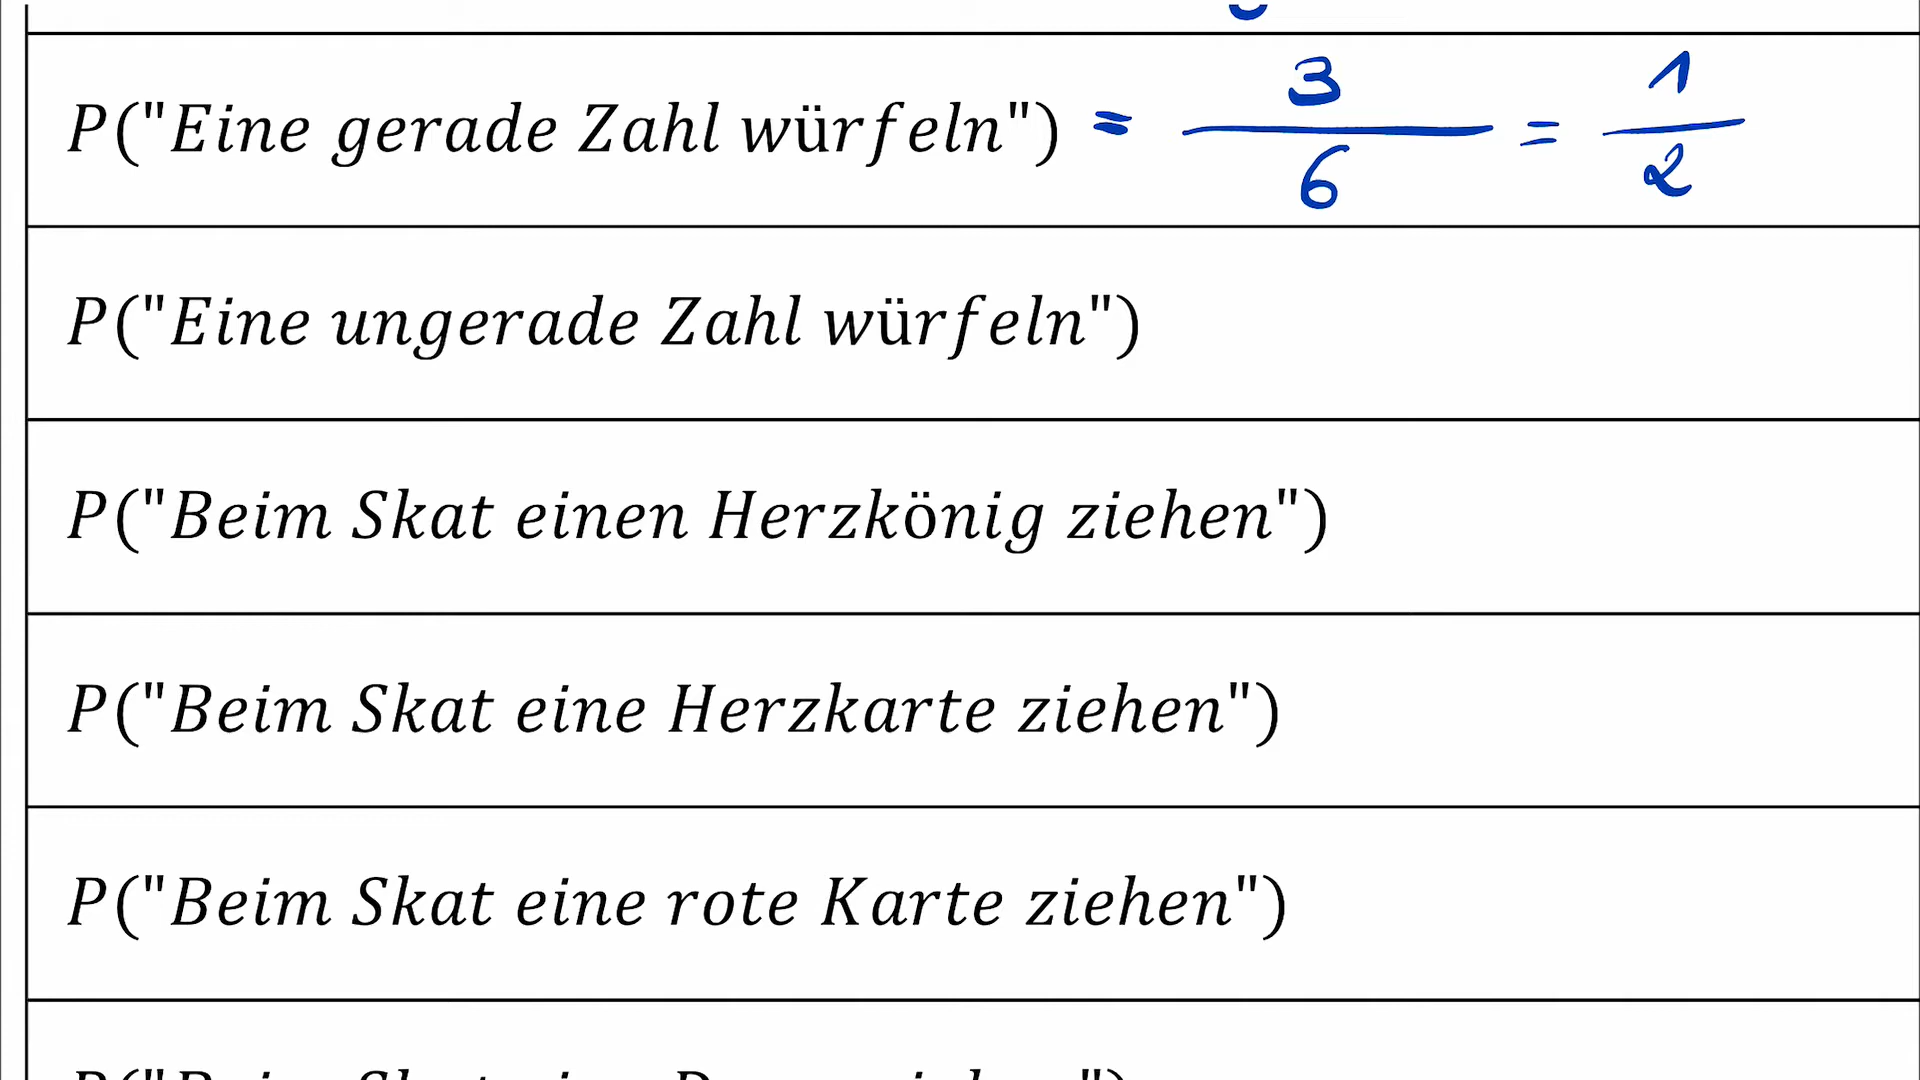 P("Eine gerade Zahl würfeln") = 3/6 = 1/2
P("Eine ungerade Zahl würfeln")
P("Beim Skat einen Herzkönig ziehen")
P("Beim Skat eine Herzkarte ziehen")
P("Beim Skat eine rote Karte ziehen")